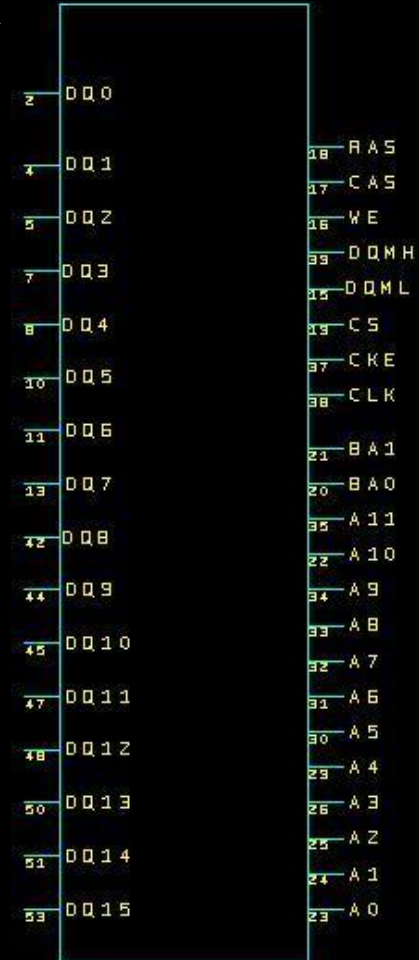 2 DQ0
18 RAS
4 DQ1
17 CAS
5 DQ2
16 WE
39 DQMH
7 DQ3
15 DQML
8 DQ4
19 CS
37 CKE
10 DQ5
38 CLK
11 DQ6
21 BA1
13 DQ7
20 BA0
35 A11
42 DQ8
22 A10
44 DQ9
34 A9
33 A8
45 DQ10
32 A7
47 DQ11
31 A6
30 A5
48 DQ12
29 A4
50 DQ13
26 A3
25 A2
51 DQ14
24 A1
53 DQ15
23 A0